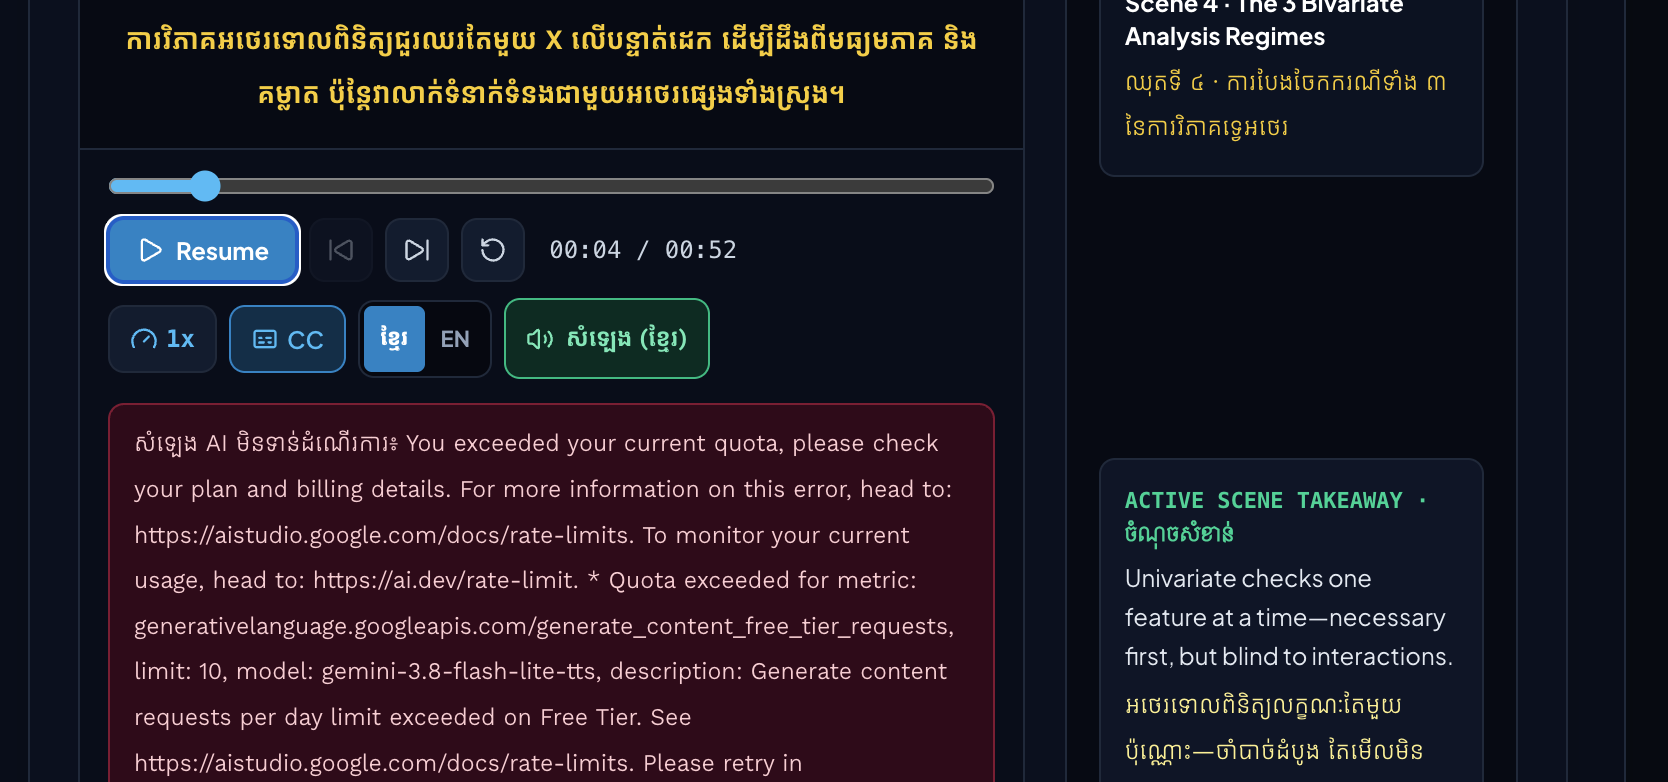 ការវិភាគអថេរទោលពិនិត្យជួរឈរតែមួយ X លើបន្ទាត់ដេក ដើម្បីដឹងពីមធ្យមភាគ និង
គម្លាត ប៉ុន្តែវាលាក់ទំនាក់ទំនងជាមួយអថេរផ្សេងទាំងស្រុង។
Resume
00:04 / 00:52
1x
CC
ខ្មែរ
EN
សំឡេង (ខ្មែរ)
សំឡេង AI មិនទាន់ដំណើរការ៖ You exceeded your current quota, please check
your plan and billing details. For more information on this error, head to:
https://aistudio.google.com/docs/rate-limits. To monitor your current
usage, head to: https://ai.dev/rate-limit. * Quota exceeded for metric:
generativelanguage.googleapis.com/generate_content_free_tier_requests,
limit: 10, model: gemini-3.8-flash-lite-tts, description: Generate content
requests per day limit exceeded on Free Tier. See
https://aistudio.google.com/docs/rate-limits. Please retry in
Scene 4 · The 3 Bivariate
Analysis Regimes
ឈុតទី ៤ · ការបែងចែកករណីទាំង ៣
នៃការវិភាគទ្វេអថេរ
ACTIVE SCENE TAKEAWAY ·
ចំណុចសំខាន់
Univariate checks one
feature at a time—necessary
first, but blind to interactions.
អថេរទោលពិនិត្យលក្ខណៈតែមួយ
ប៉ុណ្ណោះ—ចាំបាច់ដំបូង តែមើលមិន